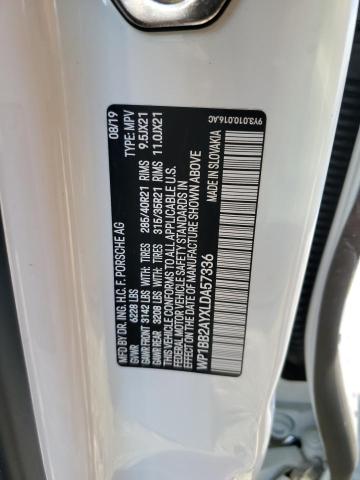 9Y3.010.016.AC
MFD BY: DR. ING. H.C. F. PORSCHE AG 08/19
GVWR 6228 LBS TYPE: MPV
GAWR FRONT 3142 LBS WITH: TIRES 285/40R21 RIMS 9.5JX21
GAWR REAR 3208 LBS WITH: TIRES 315/35R21 RIMS 11.0JX21
THIS VEHICLE CONFORMS TO ALL APPLICABLE U.S.
FEDERAL MOTOR VEHICLE SAFETY STANDARDS IN
EFFECT ON THE DATE OF MANUFACTURE SHOWN ABOVE
WP1BB2AYXLDA57336 MADE IN SLOVAKIA